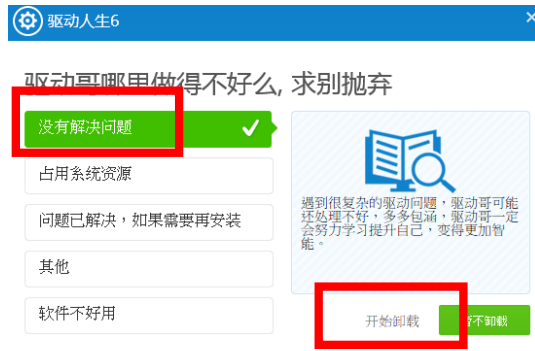 驱动人生6
驱动哥哪里做得不好么, 求别抛弃
没有解决问题
占用系统资源
问题已解决，如果需要再安装
其他
软件不好用
遇到很复杂的驱动问题，驱动哥可能
还处理不好，多多包涵，驱动哥一定
会努力学习提升自己，变得更加智
能。
开始卸载
暂不卸载